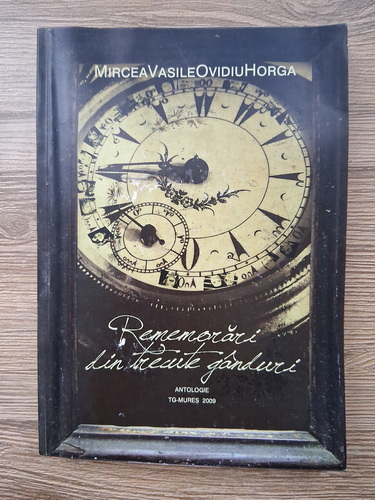 MIRCEAVASILEOVIDIUHORGA
Rememorări
din trecute gânduri
ANTOLOGIE
TG-MUREȘ 2009